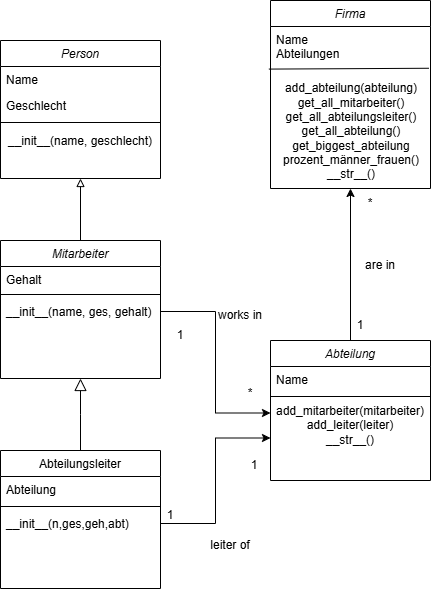 Person
Name
Geschlecht
__init__(name, geschlecht)
Firma
Name
Abteilungen
add_abteilung(abteilung)
get_all_mitarbeiter()
get_all_abteilungsleiter()
get_all_abteilung()
get_biggest_abteilung
prozent_männer_frauen()
__str__()
Mitarbeiter
Gehalt
__init__(name, ges, gehalt)
works in
1
*
*
are in
1
Abteilung
Name
add_mitarbeiter(mitarbeiter)
add_leiter(leiter)
__str__()
Abteilungsleiter
Abteilung
__init__(n,ges,geh,abt)
1
1
leiter of